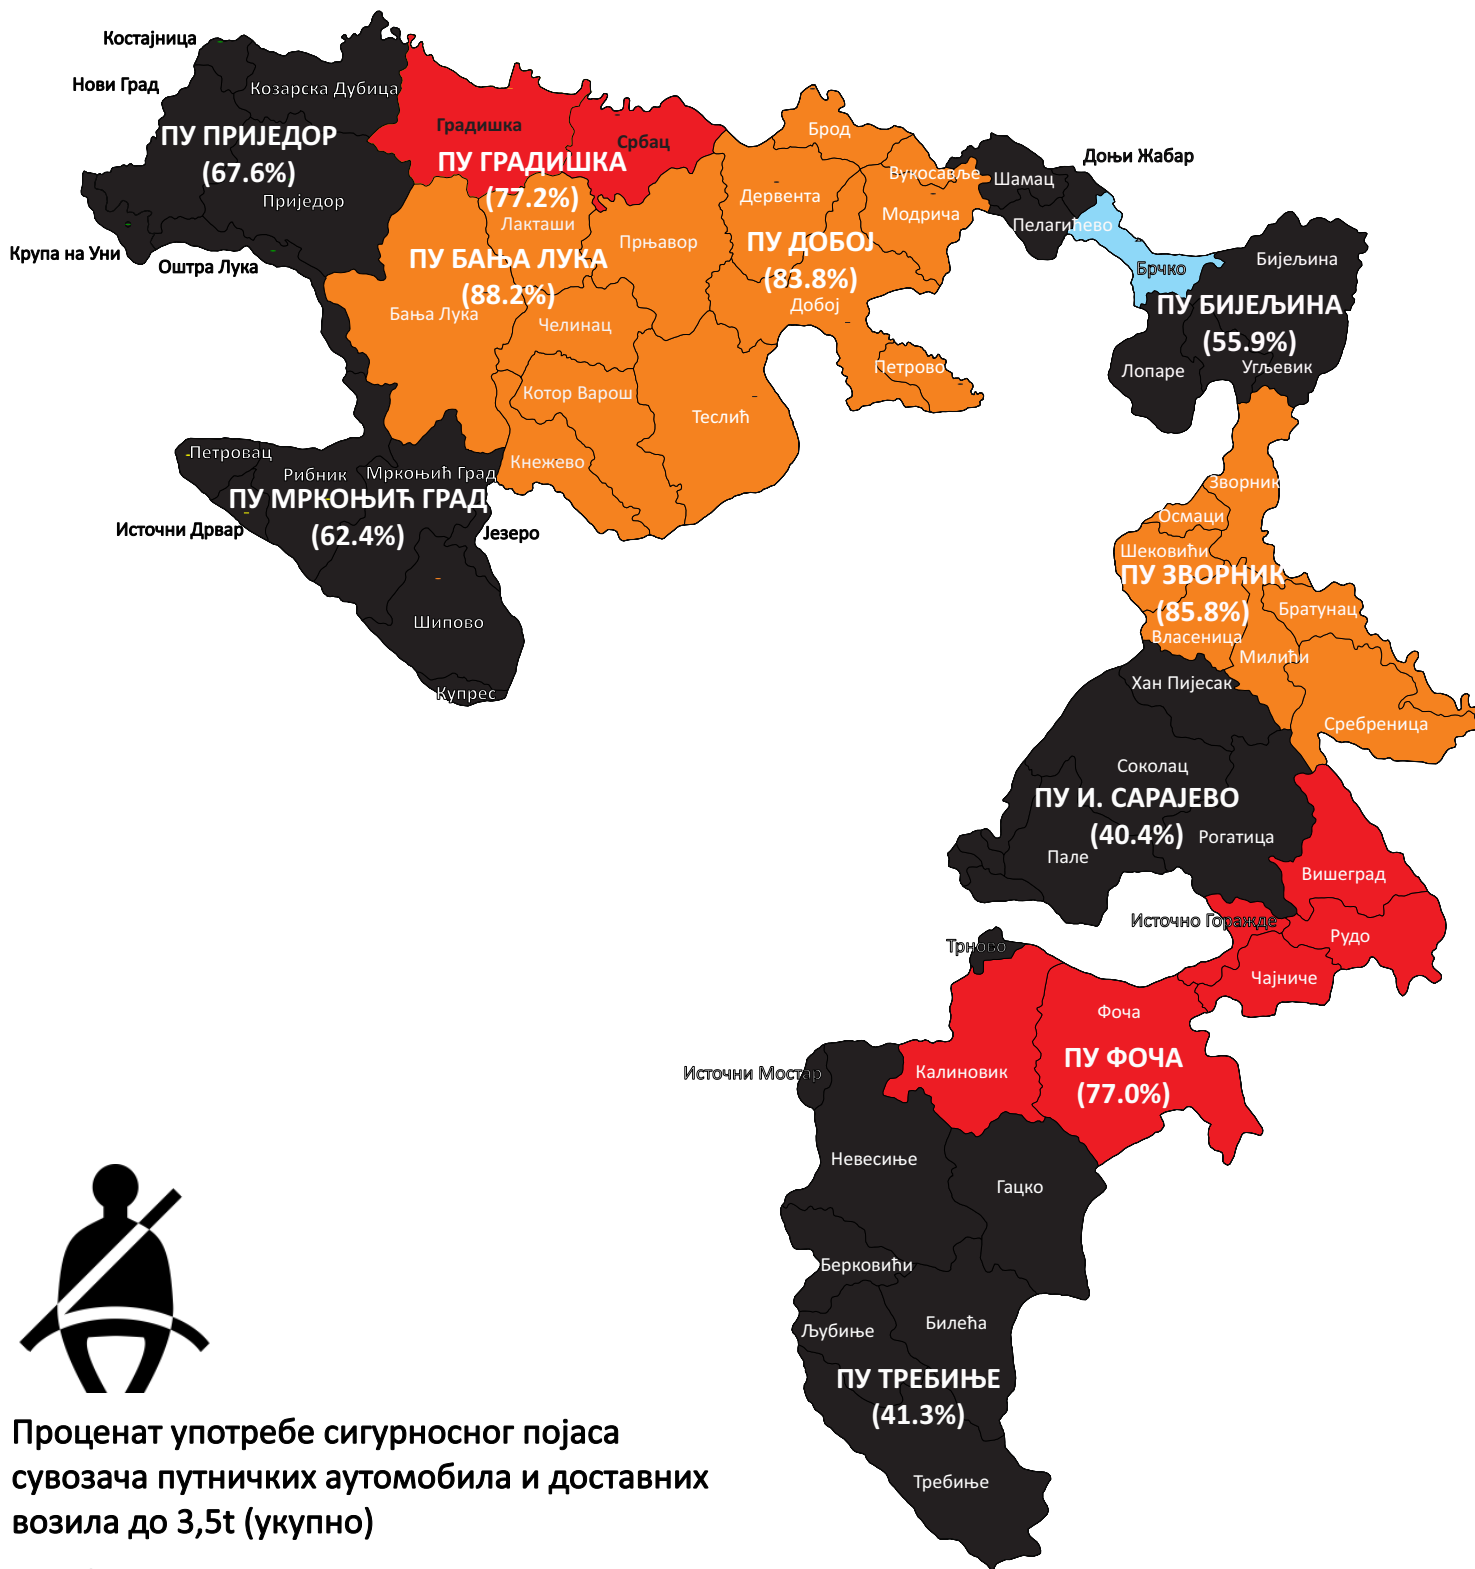 Костајница
Нови Град
Козарска Дубица
ПУ ПРИЈЕДОР
(67.6%)
Приједор
Крупа на Уни
Оштра Лука
Градишка
Србац
ПУ ГРАДИШКА
(77.2%)
Лакташи
ПУ БАЊА ЛУКА
(88.2%)
Бања Лука
Прњавор
Челинац
Котор Варош
Кнежево
Теслић
Брод
Вукосавље
Дервента
Модрича
ПУ ДОБОЈ
(83.8%)
Добој
Петрово
Шамац
Доњи Жабар
Пелагићево
Брчко
Бијељина
ПУ БИЈЕЉИНА
(55.9%)
Лопаре
Угљевик
Петровац
Рибник
Мркоњић Град
ПУ МРКОЊИЋ ГРАД
(62.4%)
Источни Дрвар
Језеро
Шипово
Купрес
Зворник
Осмаци
Шековићи
ПУ ЗВОРНИК
(85.8%)
Братунац
Власеница
Милићи
Сребреница
Хан Пијесак
Соколац
ПУ И. САРАЈЕВО
(40.4%)
Рогатица
Пале
Вишеград
Источно Горажде
Рудо
Трново
Чајниче
Фоча
ПУ ФОЧА
(77.0%)
Калиновик
Источни Мостар
Невесиње
Гацко
Берковићи
Билећа
Љубиње
ПУ ТРЕБИЊЕ
(41.3%)
Требиње
Проценат употребе сигурносног појаса
сувозача путничких аутомобила и доставних
возила до 3,5t (укупно)